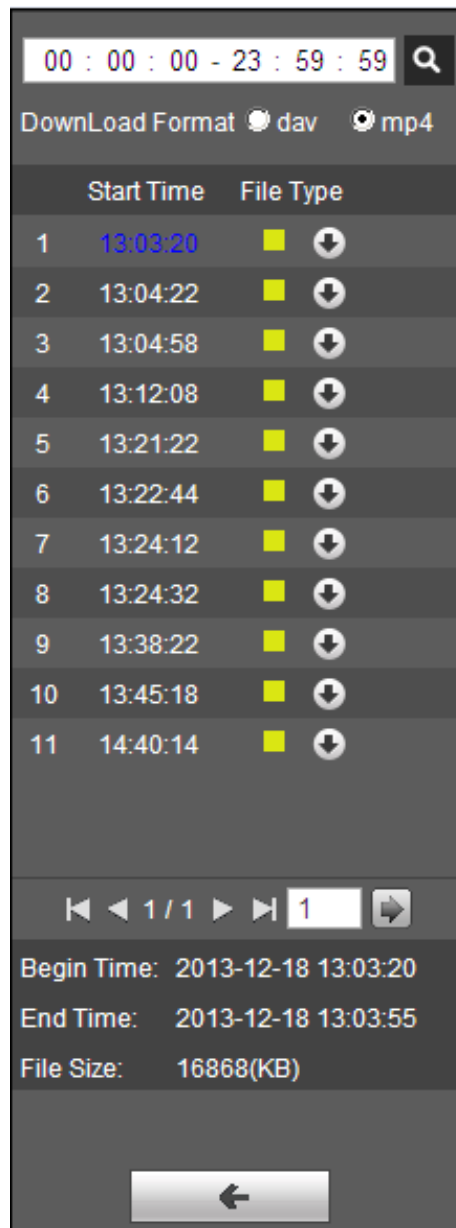 00 : 00 : 00 - 23 : 59 : 59
DownLoad Format dav mp4
Start Time File Type
1 13:03:20
2 13:04:22
3 13:04:58
4 13:12:08
5 13:21:22
6 13:22:44
7 13:24:12
8 13:24:32
9 13:38:22
10 13:45:18
11 14:40:14
1 / 1 1
Begin Time: 2013-12-18 13:03:20
End Time: 2013-12-18 13:03:55
File Size: 16868(KB)